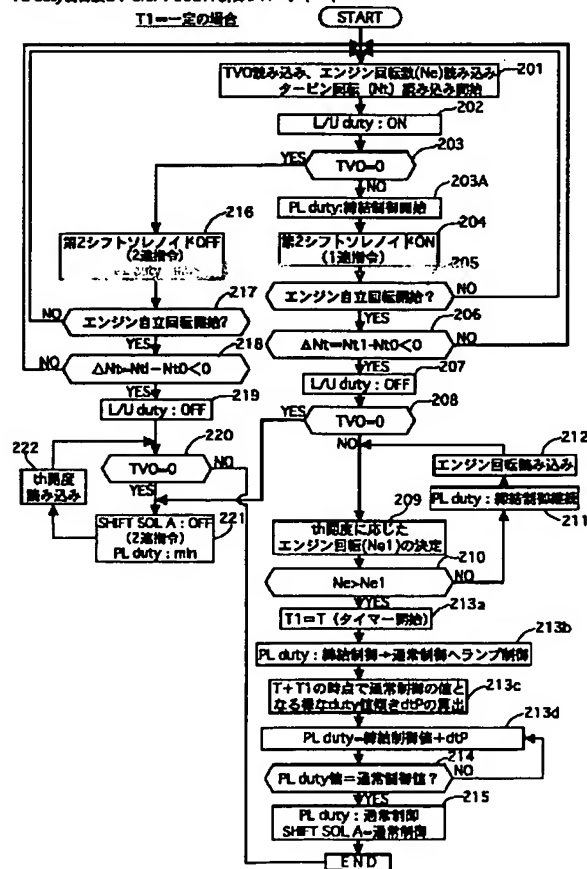 T1=一定の場合
START
TVO読み込み、エンジン回転数(Ne)読み込み
タービン回転(Nt)読み込み開始
201
L/U duty:ON
202
TVO=0
203
YES
NO
PL duty:締結制御開始
203A
第2シフトソレノイドON
(1速指令)
204
205
エンジン自立回転開始?
NO
YES
206
ΔNt=Nt1-Nt0<0
NO
YES
207
L/U duty:OFF
208
TVO=0
YES
NO
216
第2シフトソレノイドOFF
(2速指令)
217
エンジン自立回転開始?
NO
YES
218
ΔNt=Nt1-Nt0<0
NO
YES
219
L/U duty:OFF
220
TVO=0
NO
YES
222
th開度
読み込み
SHIFT SOL A:OFF
(2速指令)
PL duty:min
221
212
エンジン回転読み込み
PL duty:締結制御継続
211
209
th開度に応じた
エンジン回転(Ne1)の決定
210
Ne>Ne1
NO
YES
213a
T1=T(タイマー開始)
213b
PL duty:締結制御→通常制御へランプ制御
T+T1の時点で通常制御の値と
なる様なduty値傾きdtPの算出
213c
213d
PL duty=締結制御値+dtP
214
PL duty値=通常制御値?
NO
YES
215
PL duty:通常制御
SHIFT SOL A=通常制御
END